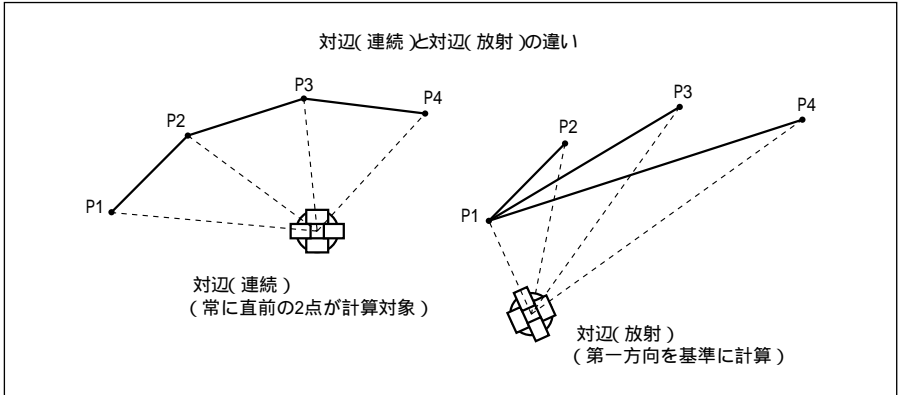 対辺(連続)と対辺(放射)の違い
P3
P4
P2
P1
対辺(連続)
(常に直前の2点が計算対象)
P3
P4
P2
P1
対辺(放射)
(第一方向を基準に計算)